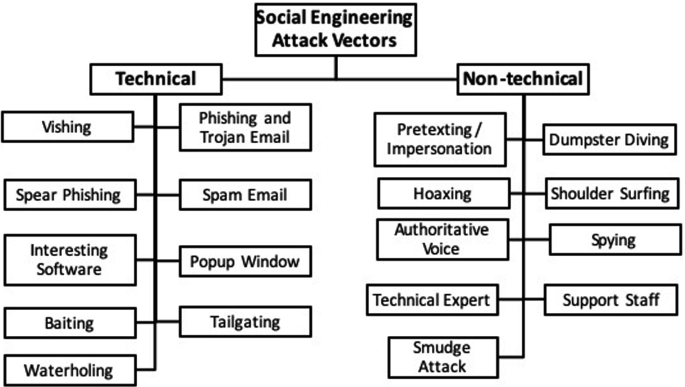 Social Engineering
Attack Vectors
Technical
Non-technical
Vishing
Phishing and
Trojan Email
Spear Phishing
Spam Email
Interesting
Software
Popup Window
Baiting
Tailgating
Waterholing
Pretexting /
Impersonation
Dumpster Diving
Hoaxing
Shoulder Surfing
Authoritative
Voice
Spying
Technical Expert
Support Staff
Smudge
Attack